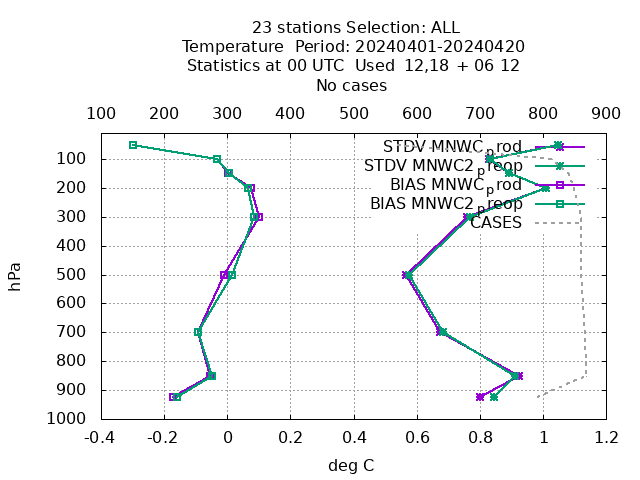 23 stations Selection: ALL
Temperature  Period: 20240401-20240420
Statistics at 00 UTC  Used  12,18 + 06 12
No cases
100 200 300 400 500 600 700 800 900
STDV MNWC_prod
STDV MNWC2_preop
BIAS MNWC_prod
BIAS MNWC2_preop
CASES
hPa
100
200
300
400
500
600
700
800
900
1000
-0.4 -0.2 0 0.2 0.4 0.6 0.8 1 1.2
deg C